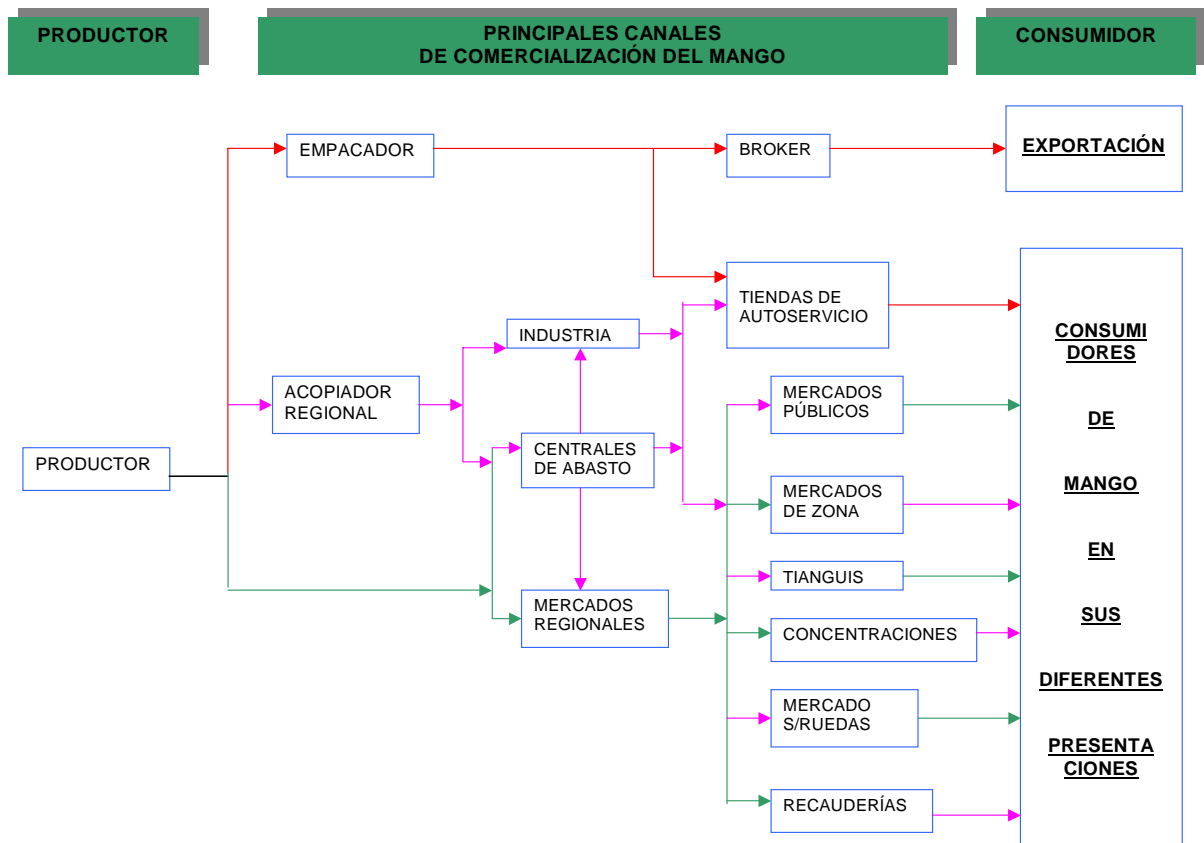 PRODUCTOR
PRINCIPALES CANALES
DE COMERCIALIZACIÓN DEL MANGO
CONSUMIDOR
EMPACADOR
BROKER
EXPORTACIÓN
TIENDAS DE
AUTOSERVICIO
INDUSTRIA
ACOPIADOR
REGIONAL
MERCADOS
PÚBLICOS
PRODUCTOR
CENTRALES
DE ABASTO
MERCADOS
DE ZONA
TIANGUIS
MERCADOS
REGIONALES
CONCENTRACIONES
MERCADO
S/RUEDAS
RECAUDERÍAS
CONSUMI
DORES
DE
MANGO
EN
SUS
DIFERENTES
PRESENTA
CIONES